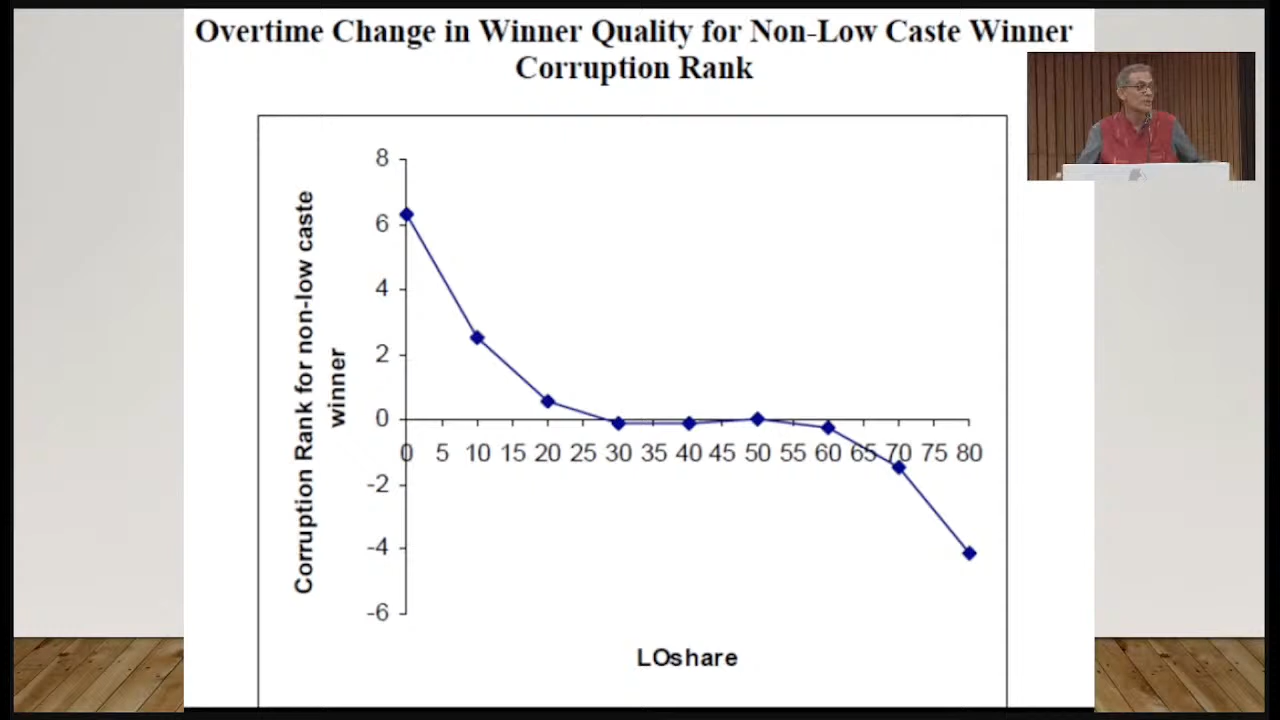 Overtime Change in Winner Quality for Non-Low Caste Winner
Corruption Rank
8
6
4
2
0
-2
-4
-6
Corruption Rank for non-low caste
winner
0 5 10 15 20 25 30 35 40 45 50 55 60 65 70 75 80
LOshare